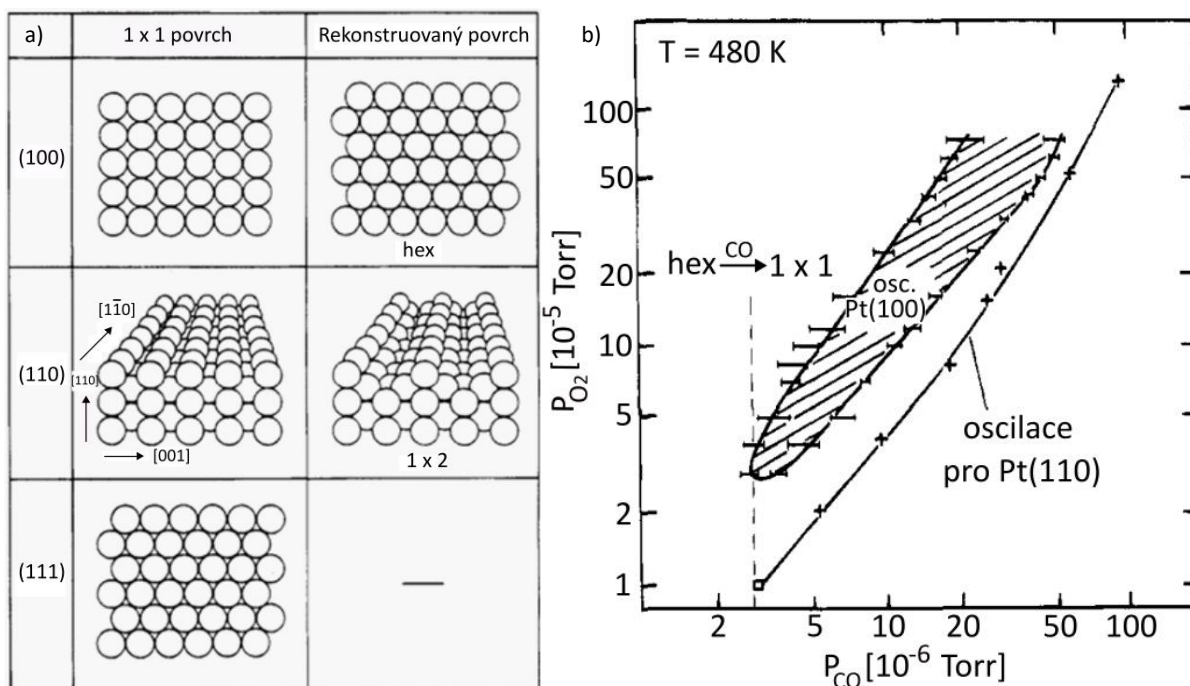 a)
1 x 1 povrch
Rekonstruovaný povrch
(100)
hex
(110)
[1̅10]
[110]
[001]
1 x 2
(111)
b)
T = 480 K
P_O2 [10^-5 Torr]
100
50
20
10
5
2
1
hex CO→ 1 x 1
osc.
Pt(100)
oscilace
pro Pt(110)
2
5
10
20
50
100
P_CO [10^-6 Torr]